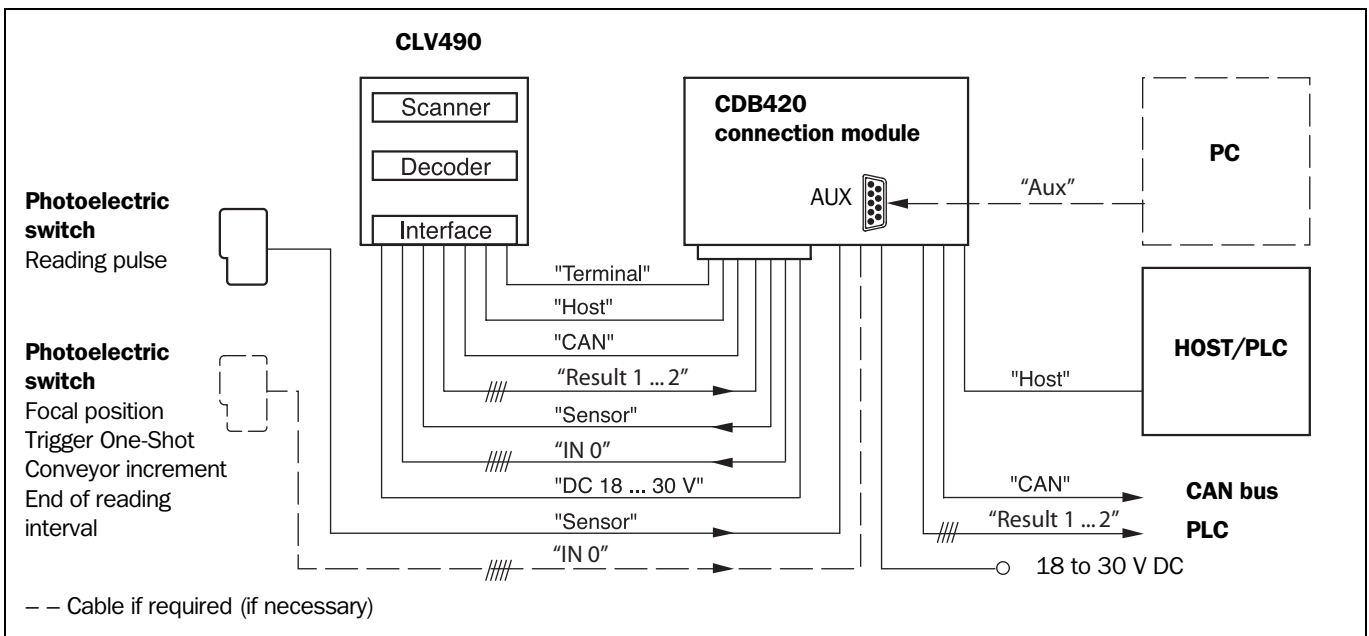 CLV490
Scanner
Decoder
Interface
CDB420
connection module
AUX
"Aux"
PC
Photoelectric
switch
Reading pulse
Photoelectric
switch
Focal position
Trigger One-Shot
Conveyor increment
End of reading
interval
"Terminal"
"Host"
"CAN"
“Result 1 ... 2”
"Sensor"
“IN 0”
"DC 18 ... 30 V"
"Sensor"
“IN 0”
HOST/PLC
"Host"
"CAN"
CAN bus
“Result 1 ... 2”
PLC
18 to 30 V DC
– – Cable if required (if necessary)